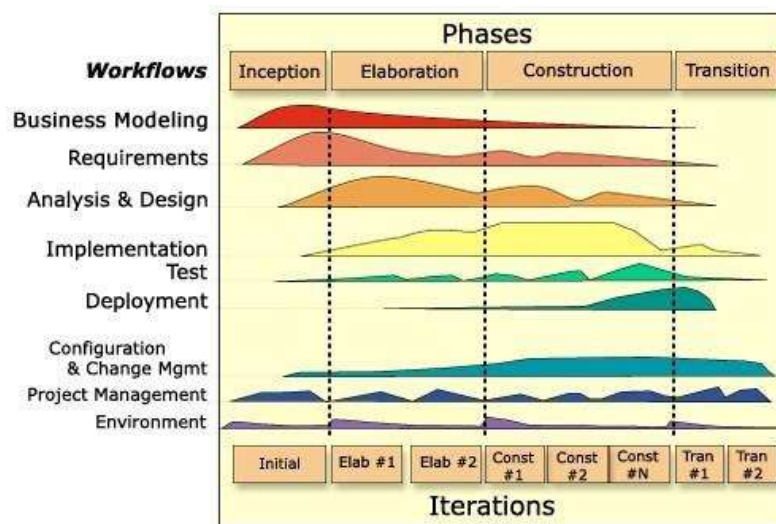 Phases
Workflows
Inception
Elaboration
Construction
Transition
Business Modeling
Requirements
Analysis & Design
Implementation
Test
Deployment
Configuration
& Change Mgmt
Project Management
Environment
Initial
Elab #1
Elab #2
Const
#1
Const
#2
Const
#N
Tran
#1
Tran
#2
Iterations